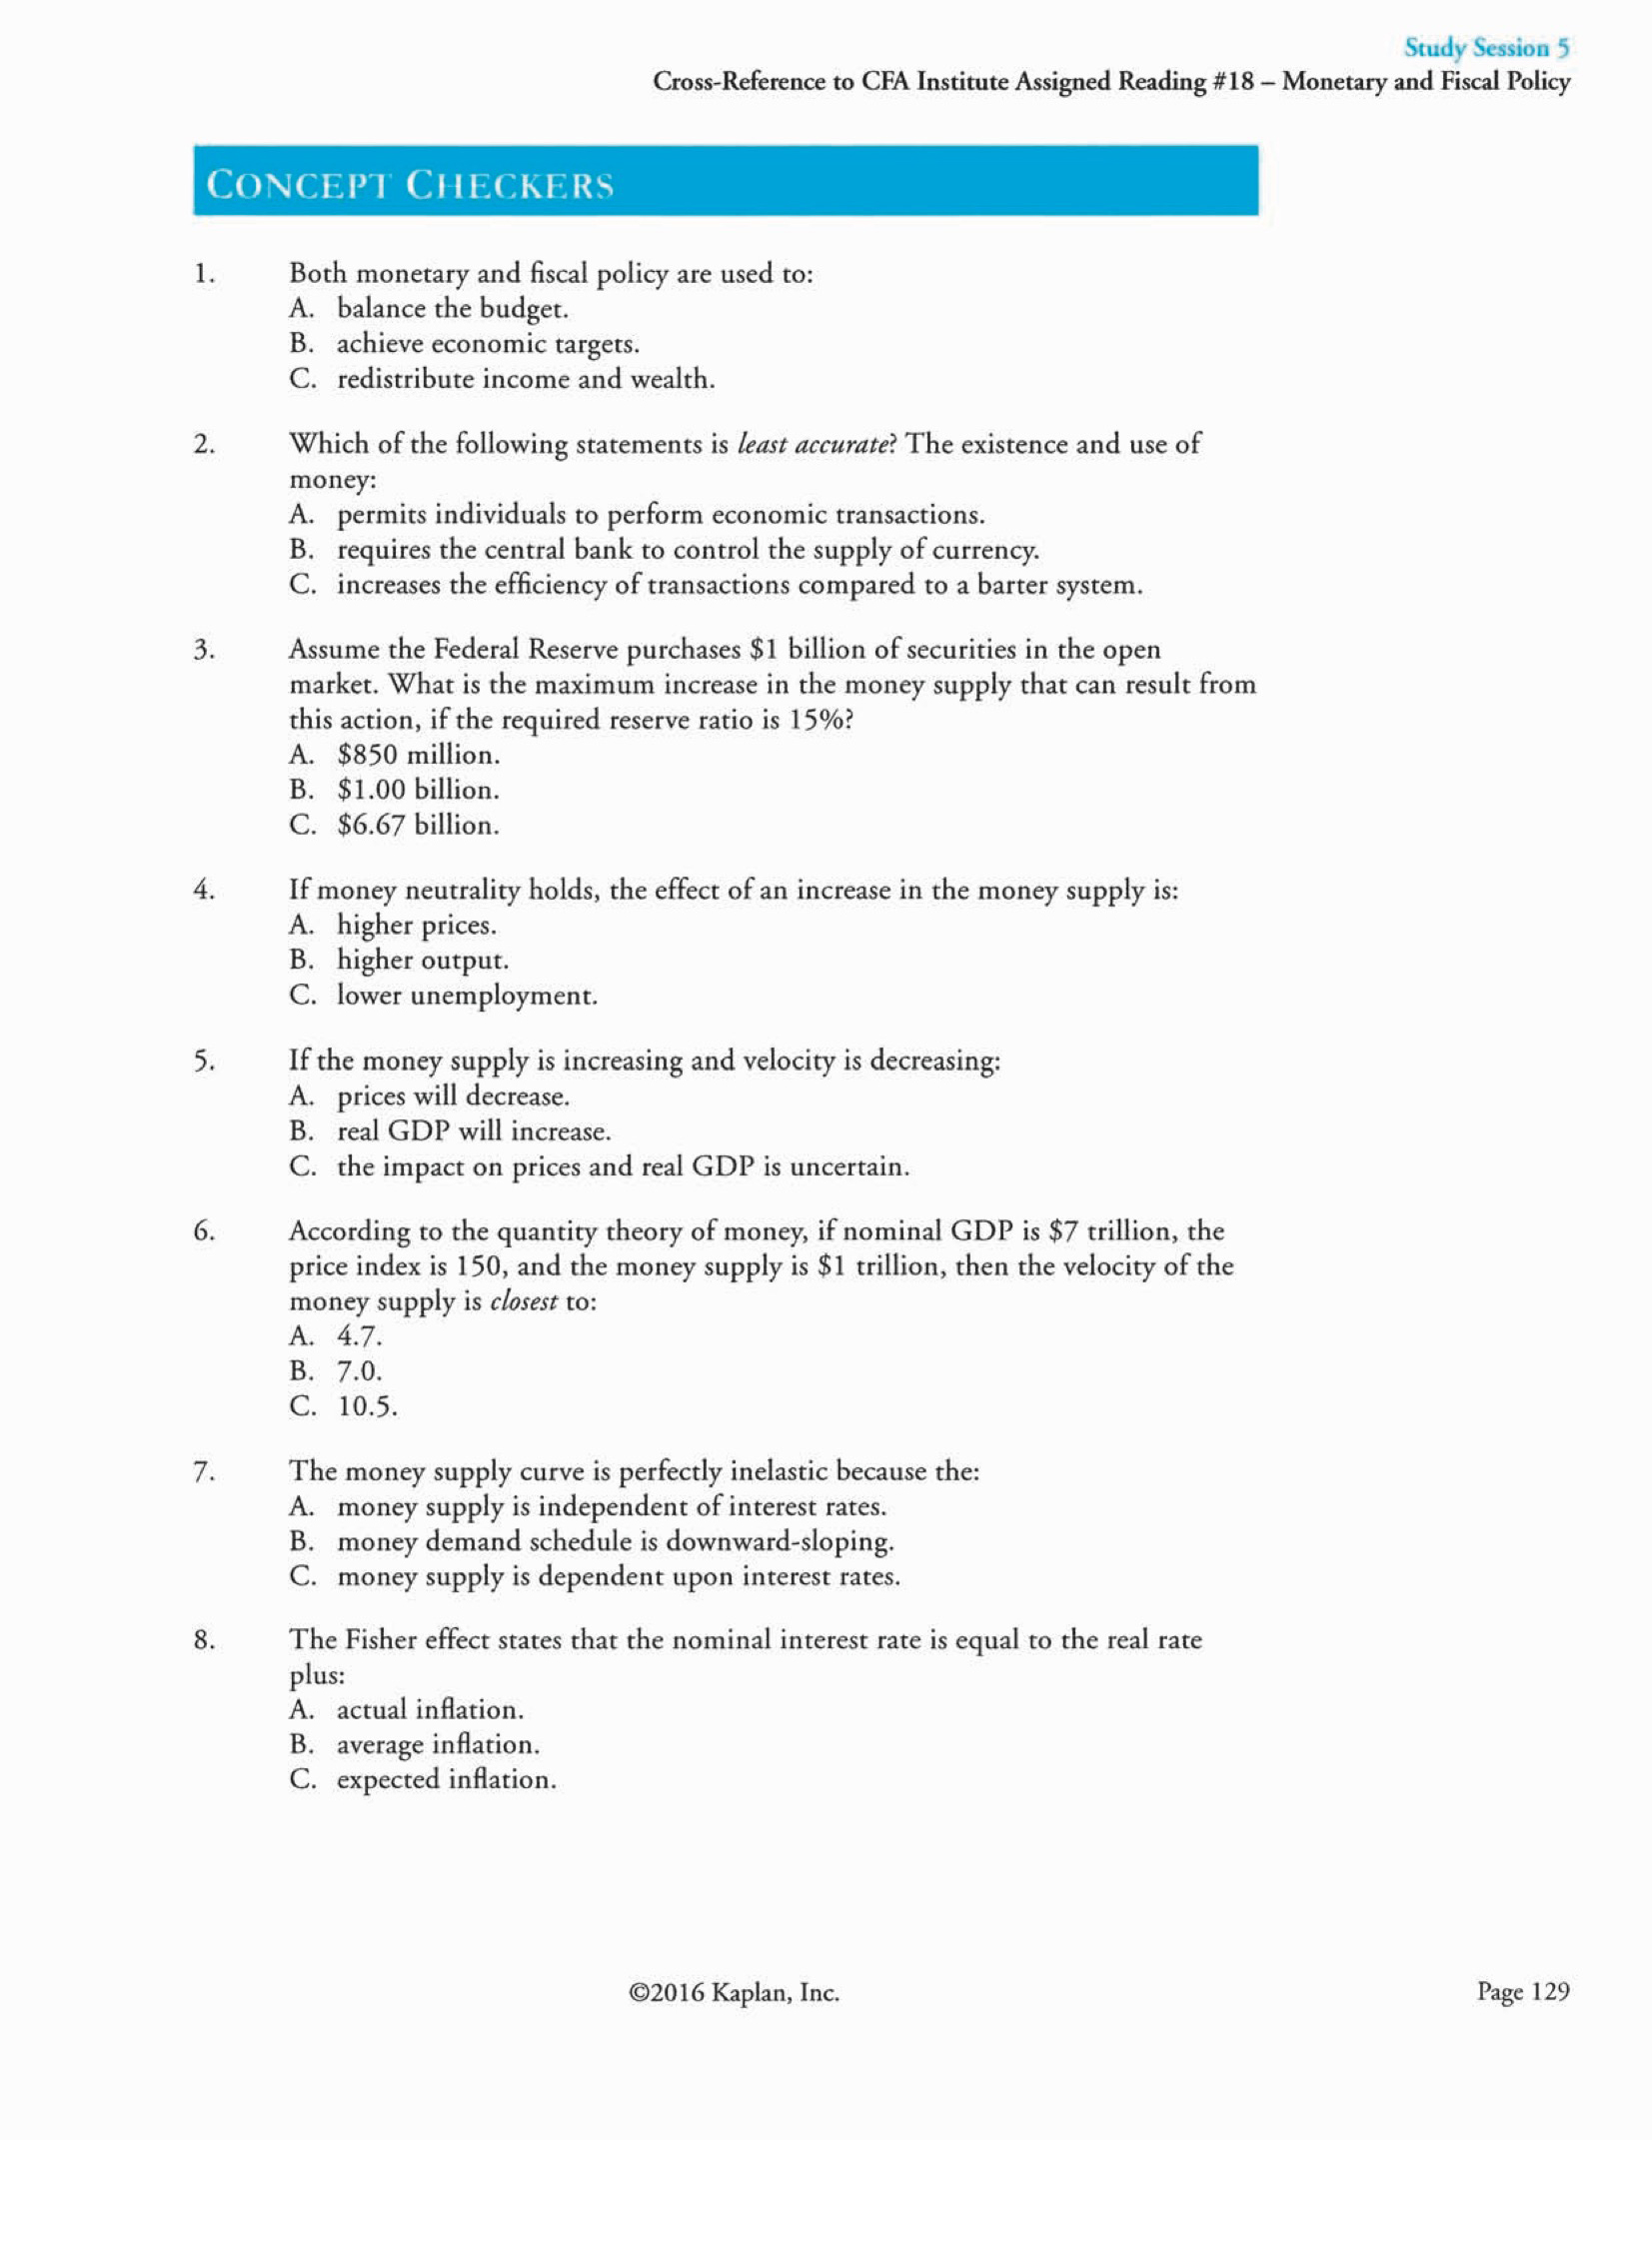 Study Session 5
Cross-Reference to CFA Institute Assigned Reading #18 – Monetary and Fiscal Policy
CONCEPT CHECKERS
1. Both monetary and fiscal policy are used to:
A. balance the budget.
B. achieve economic targets.
C. redistribute income and wealth.
2. Which of the following statements is least accurate? The existence and use of
money:
A. permits individuals to perform economic transactions.
B. requires the central bank to control the supply of currency.
C. increases the efficiency of transactions compared to a barter system.
3. Assume the Federal Reserve purchases $1 billion of securities in the open
market. What is the maximum increase in the money supply that can result from
this action, if the required reserve ratio is 15%?
A. $850 million.
B. $1.00 billion.
C. $6.67 billion.
4. If money neutrality holds, the effect of an increase in the money supply is:
A. higher prices.
B. higher output.
C. lower unemployment.
5. If the money supply is increasing and velocity is decreasing:
A. prices will decrease.
B. real GDP will increase.
C. the impact on prices and real GDP is uncertain.
6. According to the quantity theory of money, if nominal GDP is $7 trillion, the
price index is 150, and the money supply is $1 trillion, then the velocity of the
money supply is closest to:
A. 4.7.
B. 7.0.
C. 10.5.
7. The money supply curve is perfectly inelastic because the:
A. money supply is independent of interest rates.
B. money demand schedule is downward-sloping.
C. money supply is dependent upon interest rates.
8. The Fisher effect states that the nominal interest rate is equal to the real rate
plus:
A. actual inflation.
B. average inflation.
C. expected inflation.
©2016 Kaplan, Inc.
Page 129